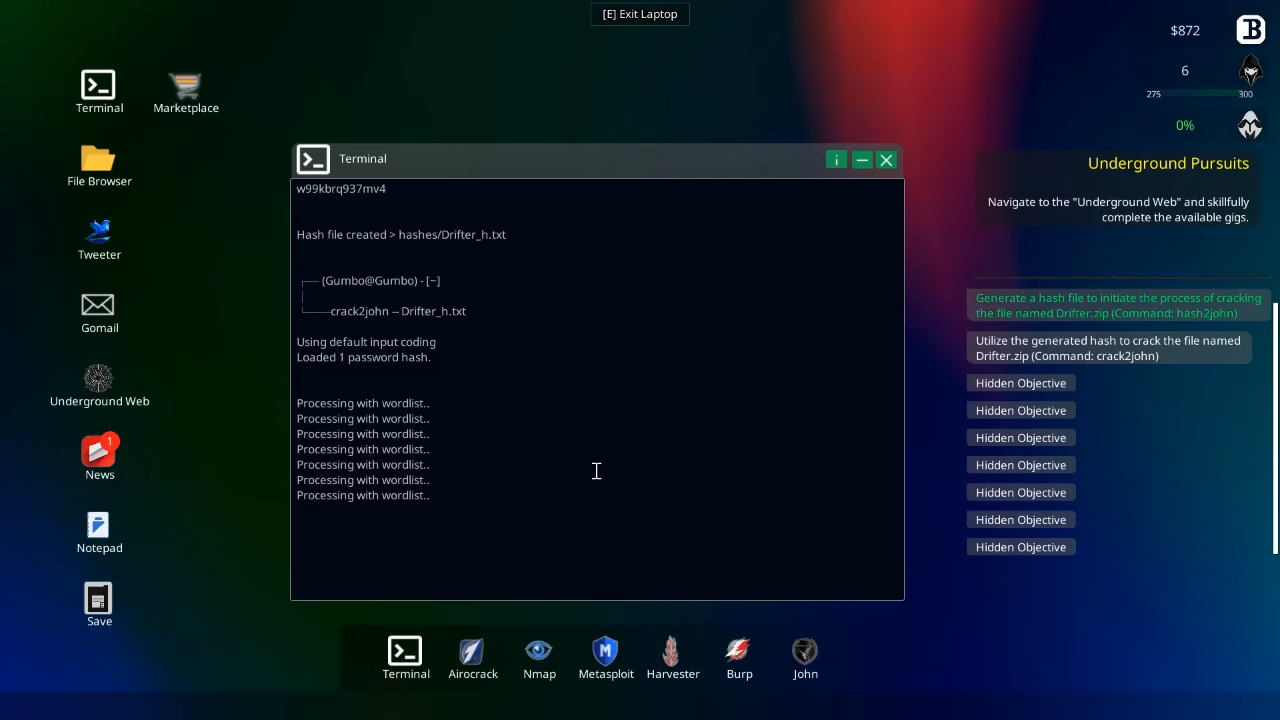 [E] Exit Laptop
$872
B
6
275
300
0%
Terminal
Marketplace
File Browser
Tweeter
Gomail
Underground Web
1
News
Notepad
Save
Terminal
i
w99kbrq937mv4
Hash file created > hashes/Drifter_h.txt
(Gumbo@Gumbo) - [~]
crack2john -- Drifter_h.txt
Using default input coding
Loaded 1 password hash.
Processing with wordlist..
Processing with wordlist..
Processing with wordlist..
Processing with wordlist..
Processing with wordlist..
Processing with wordlist..
Processing with wordlist..
Underground Pursuits
Navigate to the "Underground Web" and skillfully
complete the available gigs.
Generate a hash file to initiate the process of cracking
the file named Drifter.zip (Command: hash2john)
Utilize the generated hash to crack the file named
Drifter.zip (Command: crack2john)
Hidden Objective
Hidden Objective
Hidden Objective
Hidden Objective
Hidden Objective
Hidden Objective
Hidden Objective
Terminal
Airocrack
Nmap
M
Metasploit
Harvester
Burp
John